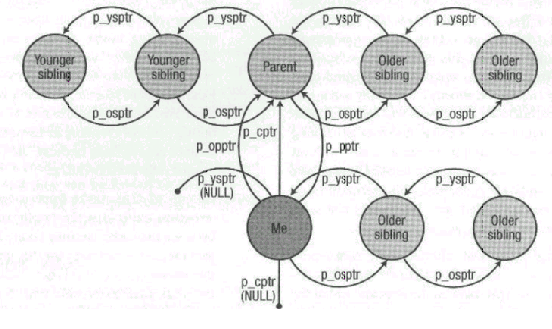 p_ysptr p_ysptr p_ysptr p_ysptr
Younger
sibling
Younger
sibling
Parent
Older
sibling
Older
sibling
p_osptr p_osptr p_cptr p_osptr p_osptr
p_opptr p_pptr
p_ysptr
(NULL)
p_ysptr p_ysptr
Me
Older
sibling
Older
sibling
p_cptr
(NULL)
p_osptr p_osptr